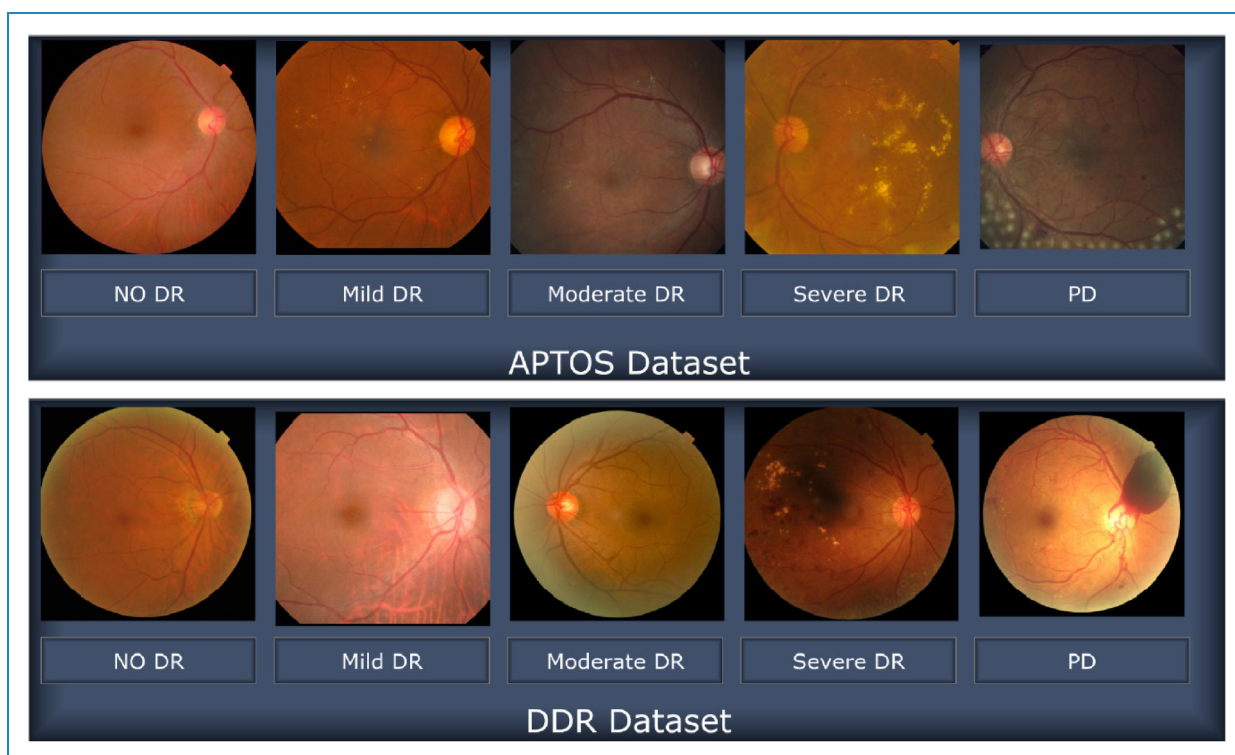 NO DR
Mild DR
Moderate DR
Severe DR
PD
APTOS Dataset
NO DR
Mild DR
Moderate DR
Severe DR
PD
DDR Dataset